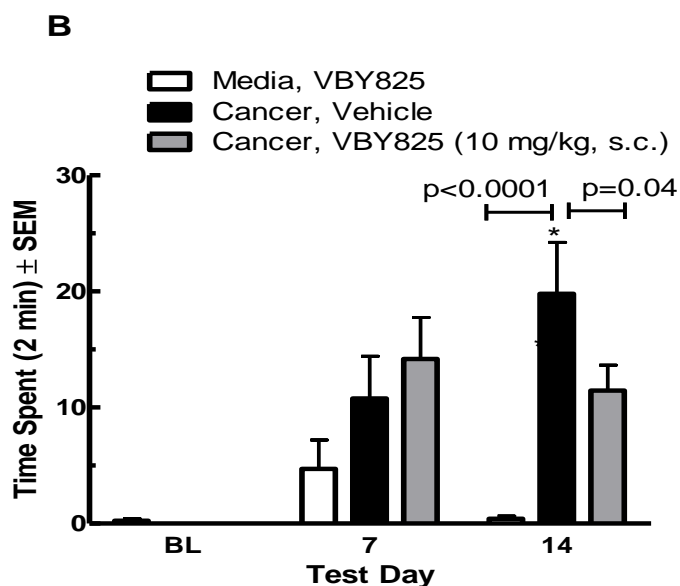 B
Media, VBY825
Cancer, Vehicle
Cancer, VBY825 (10 mg/kg, s.c.)
30
20
10
0
Time Spent (2 min) ± SEM
p<0.0001
p=0.04
*
*
BL
7
14
Test Day